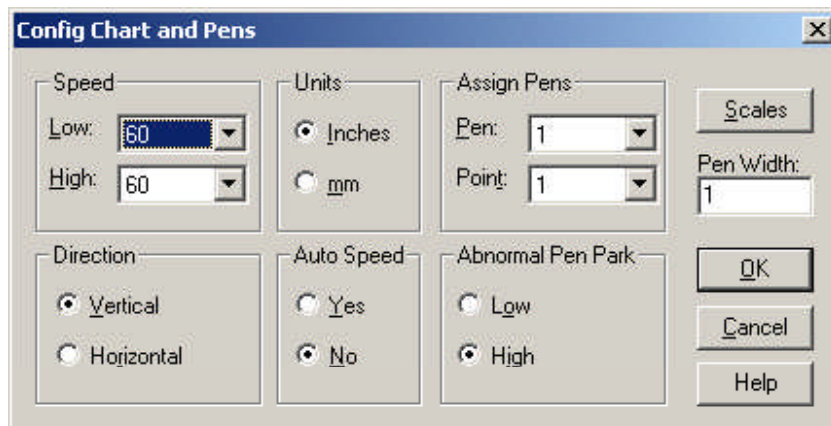 Config Chart and Pens
Speed
Low: 60
High: 60
Units
Inches
mm
Assign Pens
Pen: 1
Point: 1
Scales
Pen Width:
1
Direction
Vertical
Horizontal
Auto Speed
Yes
No
Abnormal Pen Park
Low
High
OK
Cancel
Help